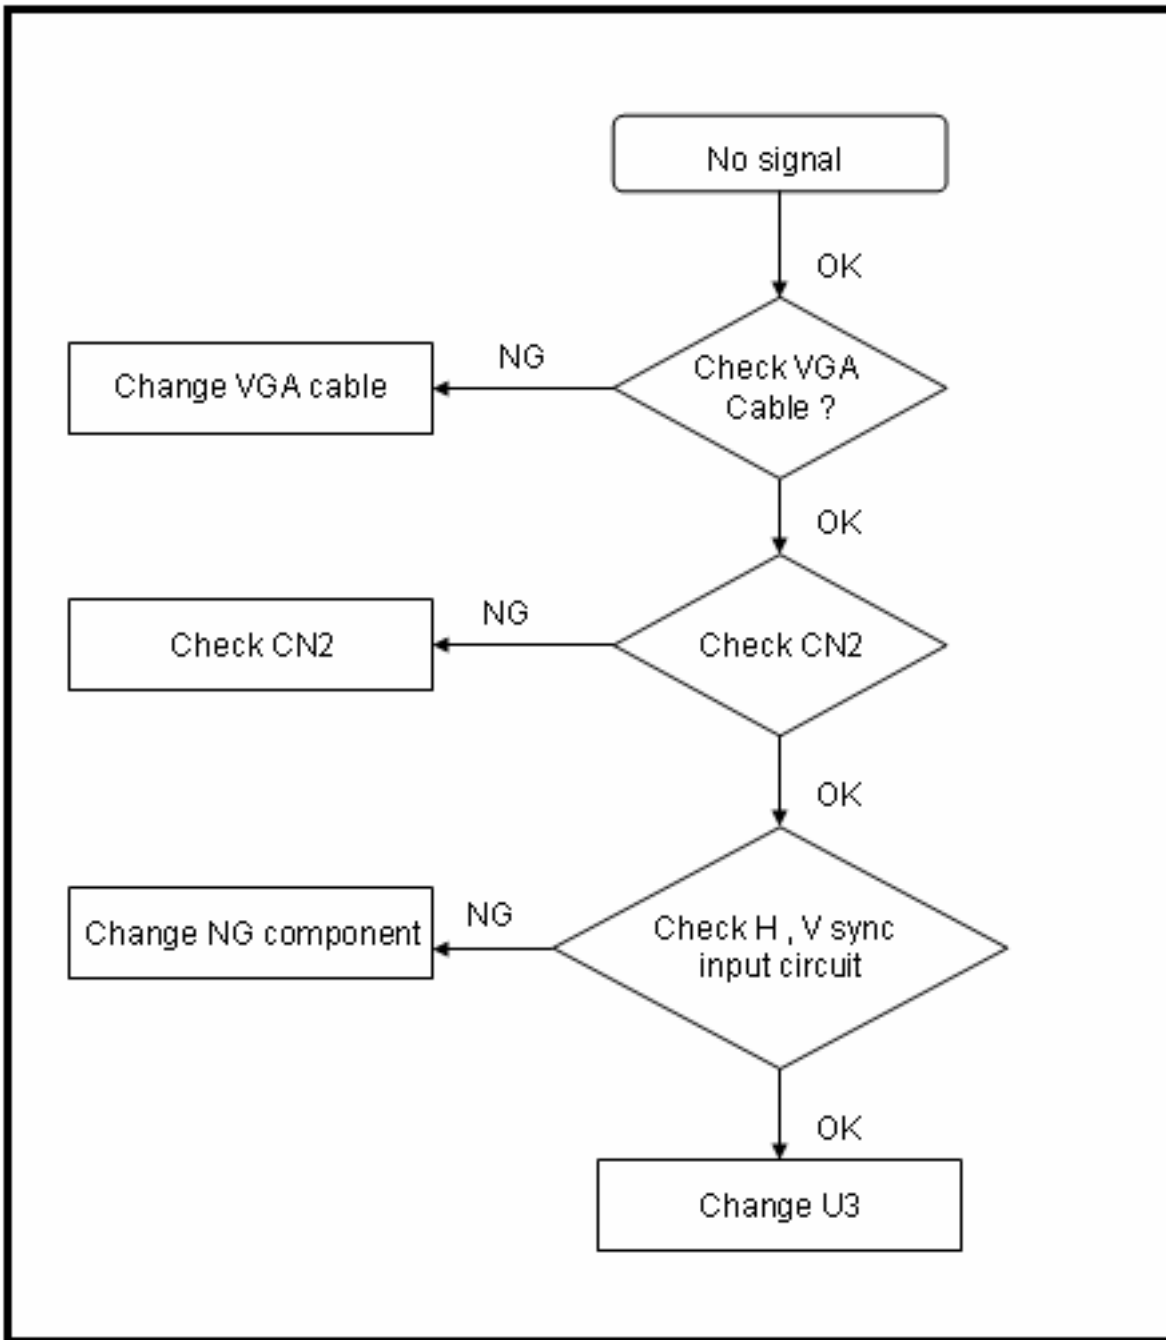 No signal
OK
Check VGA
Cable ?
NG
Change VGA cable
OK
Check CN2
NG
Check CN2
OK
Check H , V sync
input circuit
NG
Change NG component
OK
Change U3